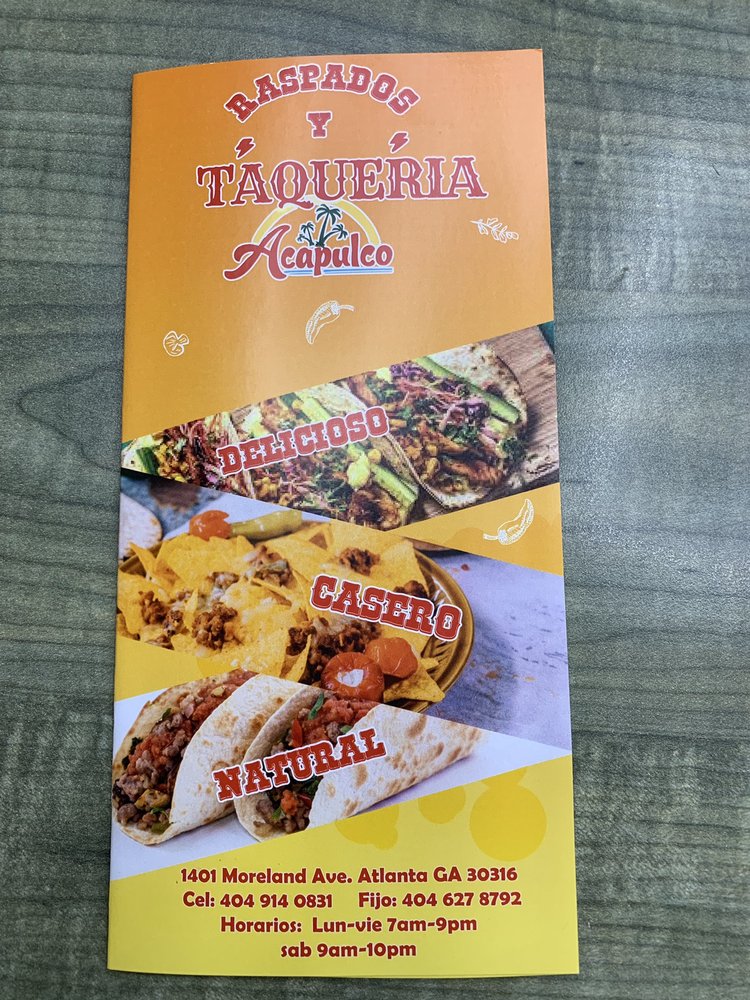 RASPADOS
Y
TÁQUEŔIA
Acapulco
DELICIOSO
CASERO
NATURAL
1401 Moreland Ave. Atlanta GA 30316
Cel: 404 914 0831 Fijo: 404 627 8792
Horarios: Lun-vie 7am-9pm
sab 9am-10pm